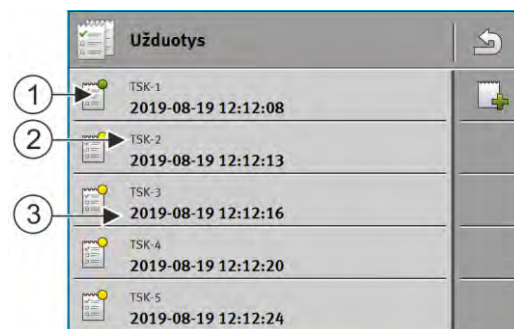 Užduotys
1
TSK-1
2019-08-19 12:12:08
2
TSK-2
2019-08-19 12:12:13
3
TSK-3
2019-08-19 12:12:16
TSK-4
2019-08-19 12:12:20
TSK-5
2019-08-19 12:12:24